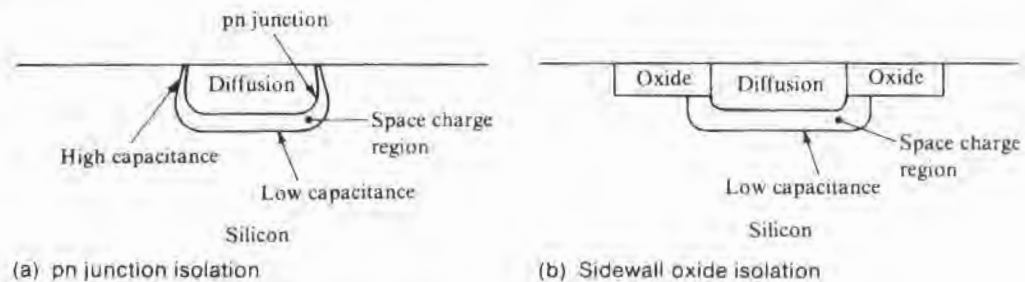 pn junction
Diffusion
Space charge
region
High capacitance
Low capacitance
Silicon
(a) pn junction isolation
Oxide
Diffusion
Oxide
Space charge
region
Low capacitance
Silicon
(b) Sidewall oxide isolation